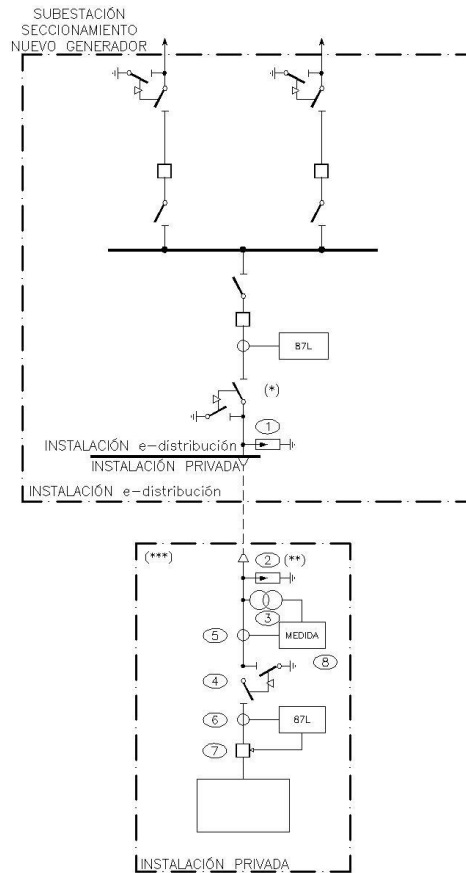 SUBESTACIÓN
SECCIONAMIENTO
NUEVO GENERADOR
87L
(*)
1
INSTALACIÓN e-distribución
INSTALACIÓN PRIVADA
INSTALACIÓN e-distribución
(***)
2 (**)
3
5 MEDIDA
8
4
6 87L
7
INSTALACIÓN PRIVADA